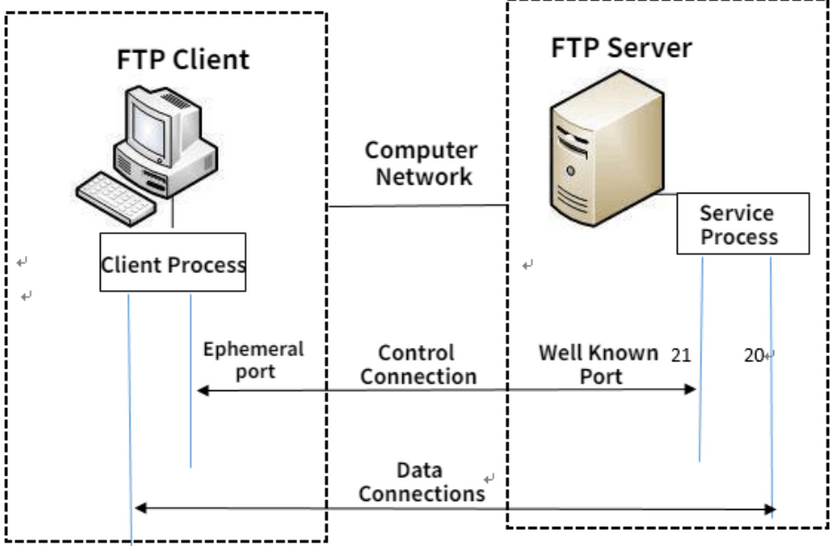 FTP Client
FTP Server
Computer
Network
Service
Process
Client Process
Ephemeral
port
Control
Connection
Well Known
Port
21
20
Data
Connections